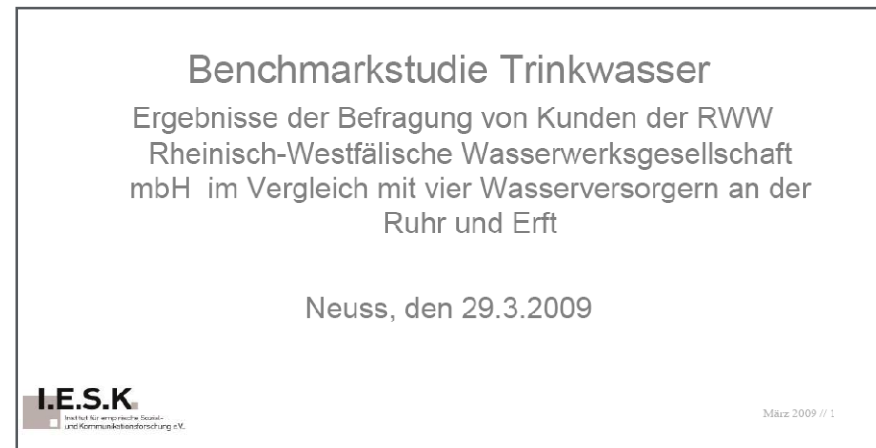 Benchmarkstudie Trinkwasser
Ergebnisse der Befragung von Kunden der RWW
Rheinisch-Westfälische Wasserwerksgesellschaft
mbH im Vergleich mit vier Wasserversorgern an der
Ruhr und Erft
Neuss, den 29.3.2009
I.E.S.K.
Institut für empirische Sozial-
und Kommunikationsforschung e.V.
März 2009 // 1